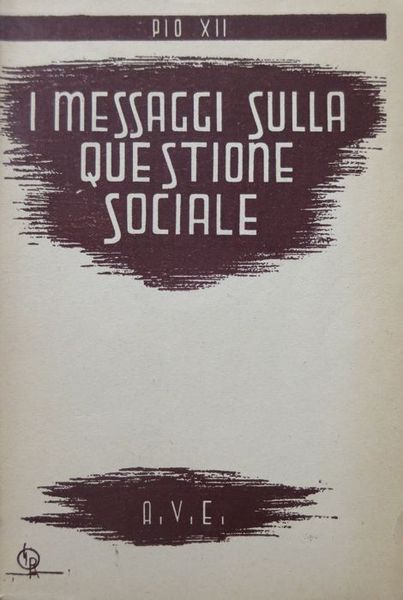 PIO XII
I MESSAGGI SULLA
QUESTIONE
SOCIALE
A.V.E.